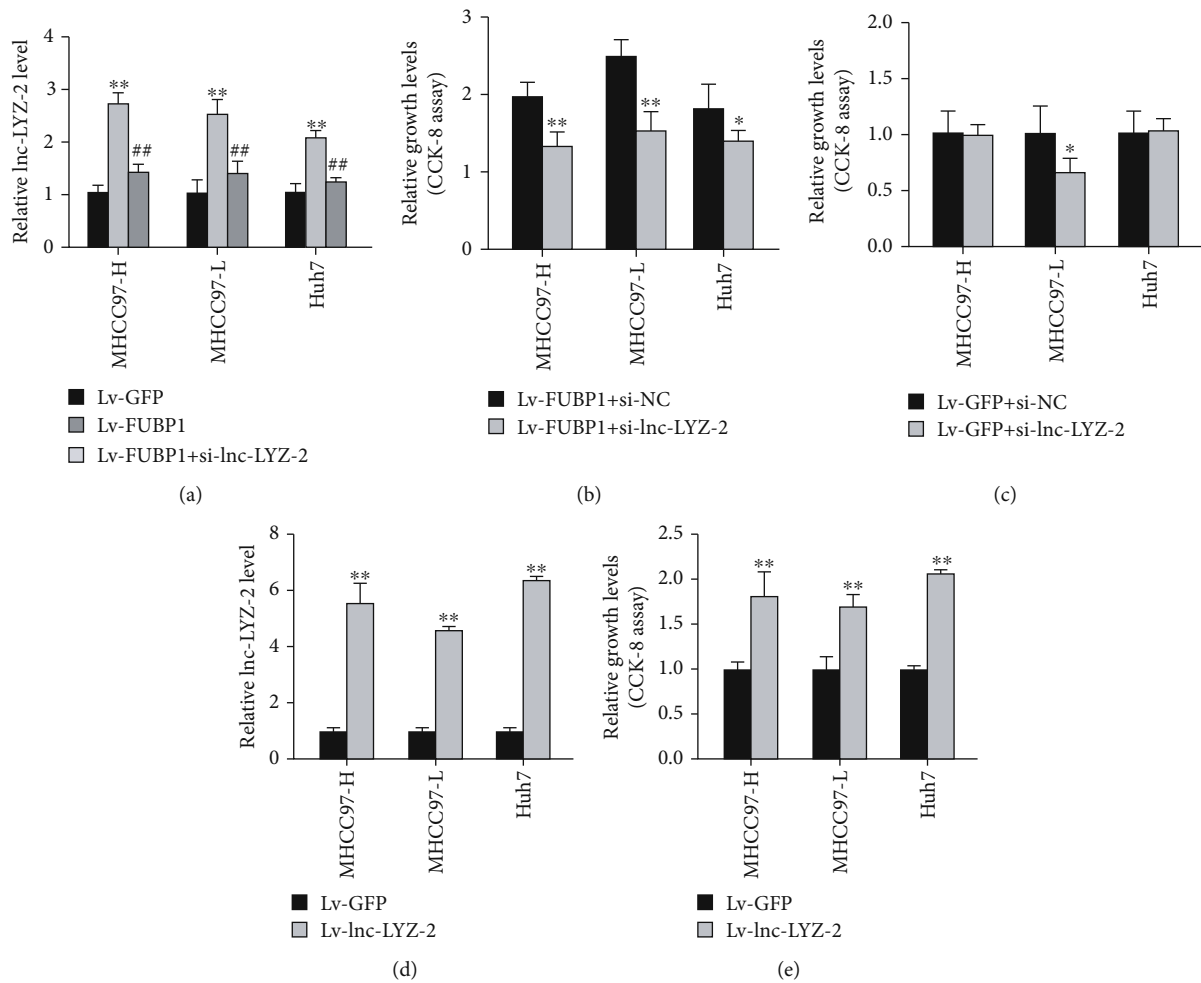 Relative lnc-LYZ-2 level
4
3
2
1
0
**
##
**
##
**
##
MHCC97-H
MHCC97-L
Huh7
Lv-GFP
Lv-FUBP1
Lv-FUBP1+si-lnc-LYZ-2
(a)
Relative growth levels
(CCK-8 assay)
3
2
1
0
**
**
*
MHCC97-H
MHCC97-L
Huh7
Lv-FUBP1+si-NC
Lv-FUBP1+si-lnc-LYZ-2
(b)
Relative growth levels
(CCK-8 assay)
2.0
1.5
1.0
0.5
0.0
*
MHCC97-H
MHCC97-L
Huh7
Lv-GFP+si-NC
Lv-GFP+si-lnc-LYZ-2
(c)
Relative lnc-LYZ-2 level
8
6
4
2
0
**
**
**
MHCC97-H
MHCC97-L
Huh7
Lv-GFP
Lv-lnc-LYZ-2
(d)
Relative growth levels
(CCK-8 assay)
2.5
2.0
1.5
1.0
0.5
0.0
**
**
**
MHCC97-H
MHCC97-L
Huh7
Lv-GFP
Lv-lnc-LYZ-2
(e)